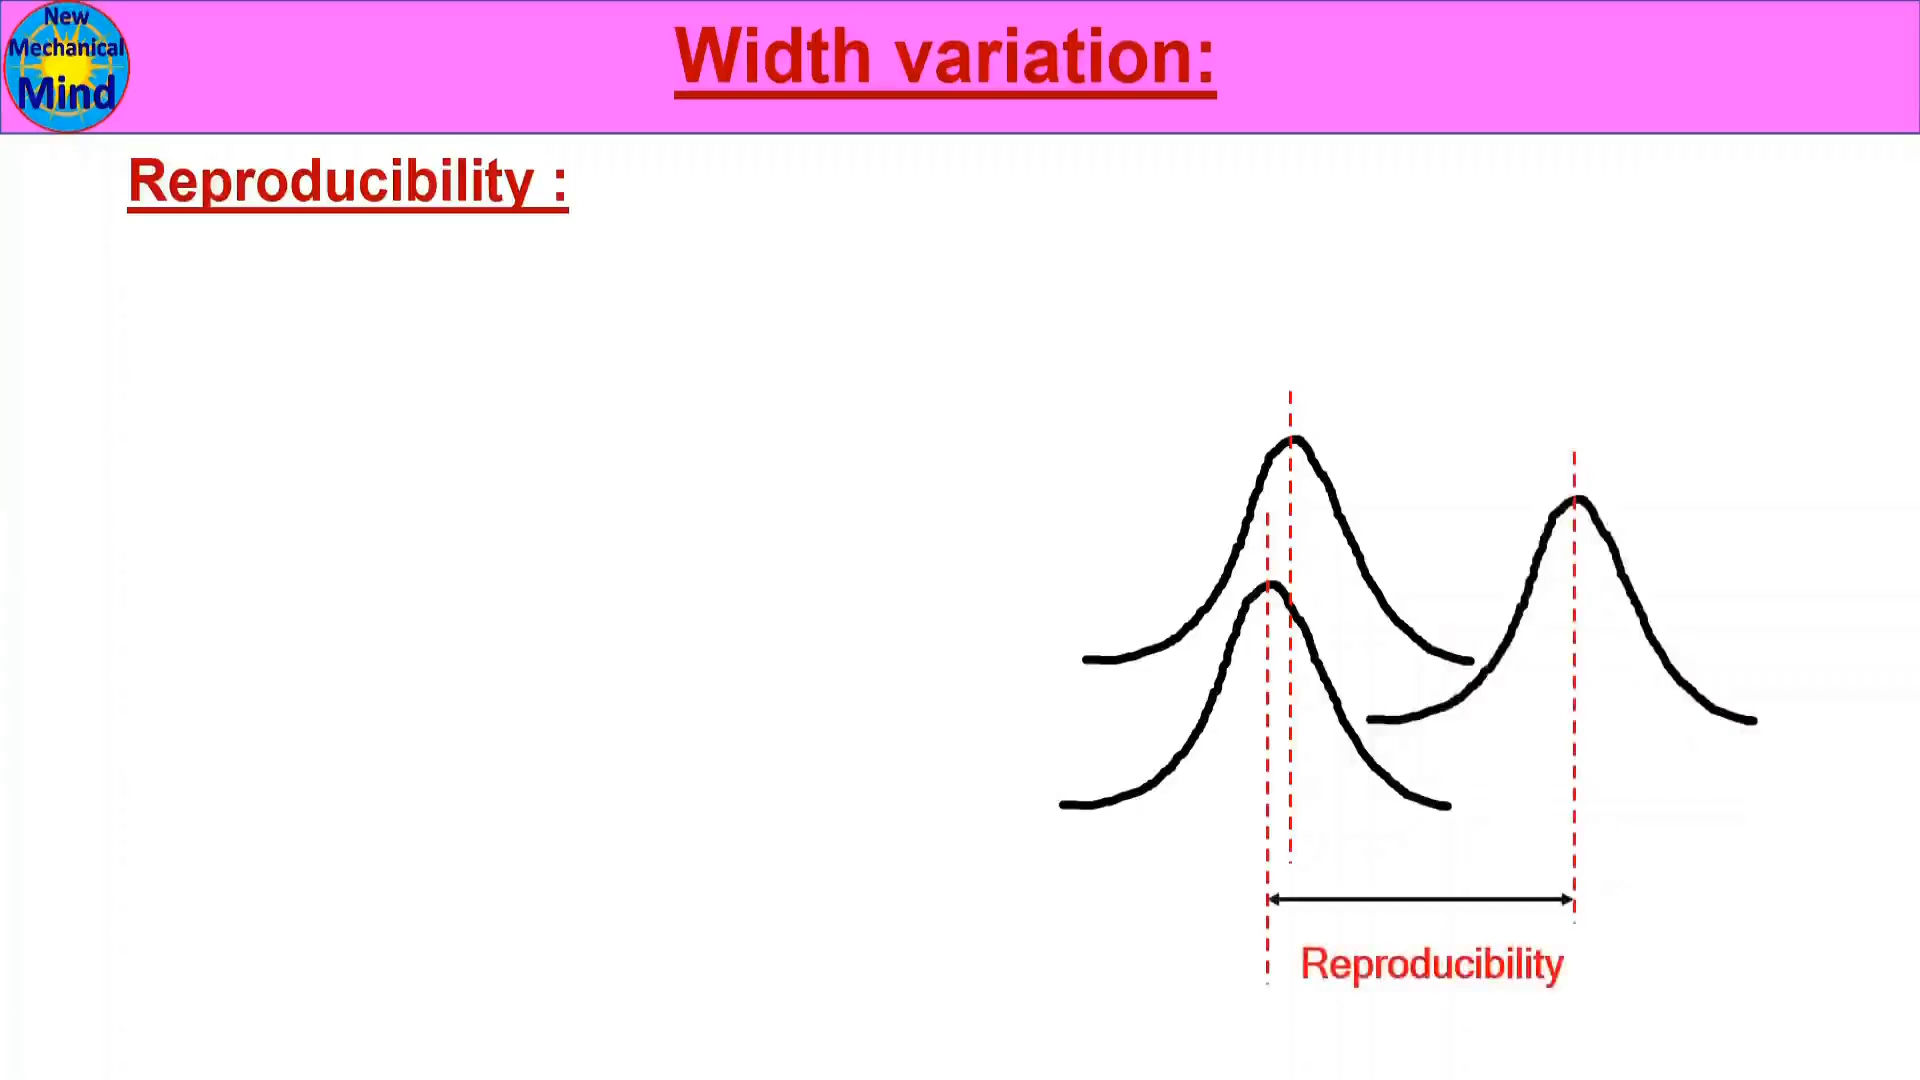 New
Mechanical
Mind
Width variation:
Reproducibility :
Reproducibility